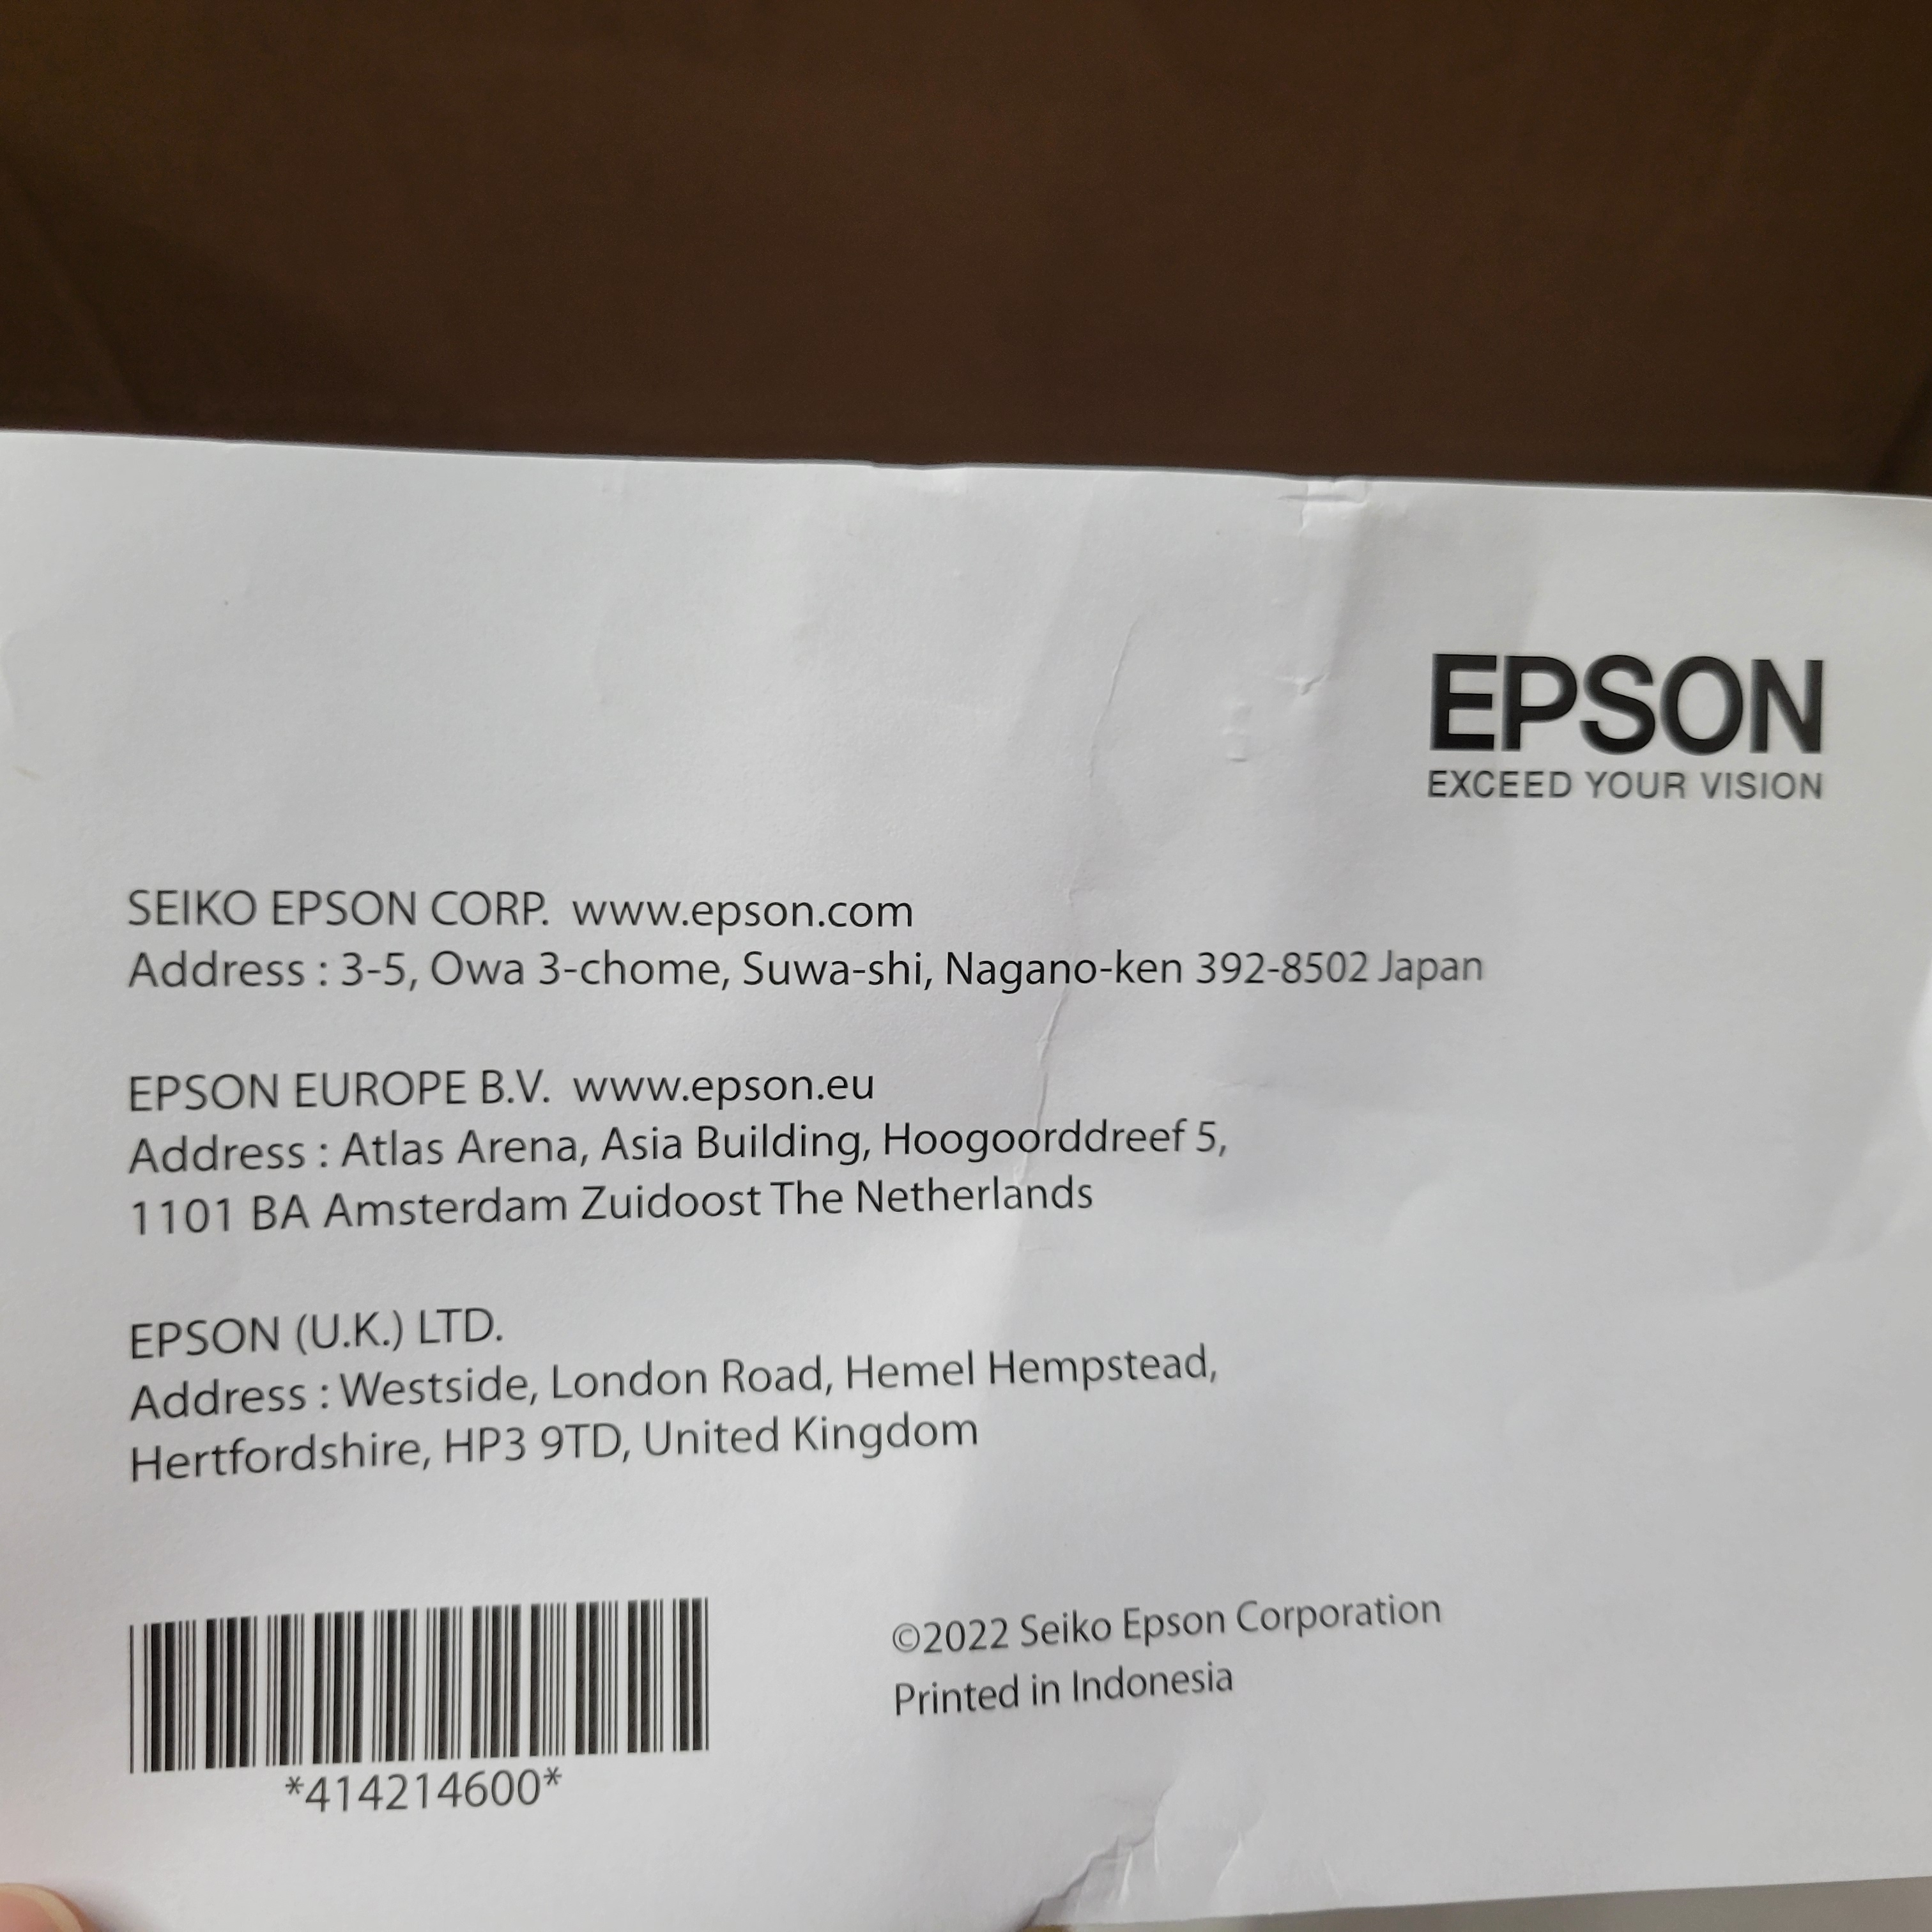 EPSON
EXCEED YOUR VISION
SEIKO EPSON CORP. www.epson.com
Address : 3-5, Owa 3-chome, Suwa-shi, Nagano-ken 392-8502 Japan
EPSON EUROPE B.V. www.epson.eu
Address : Atlas Arena, Asia Building, Hoogoorddreef 5,
1101 BA Amsterdam Zuidoost The Netherlands
EPSON (U.K.) LTD.
Address : Westside, London Road, Hemel Hempstead,
Hertfordshire, HP3 9TD, United Kingdom
*414214600*
©2022 Seiko Epson Corporation
Printed in Indonesia